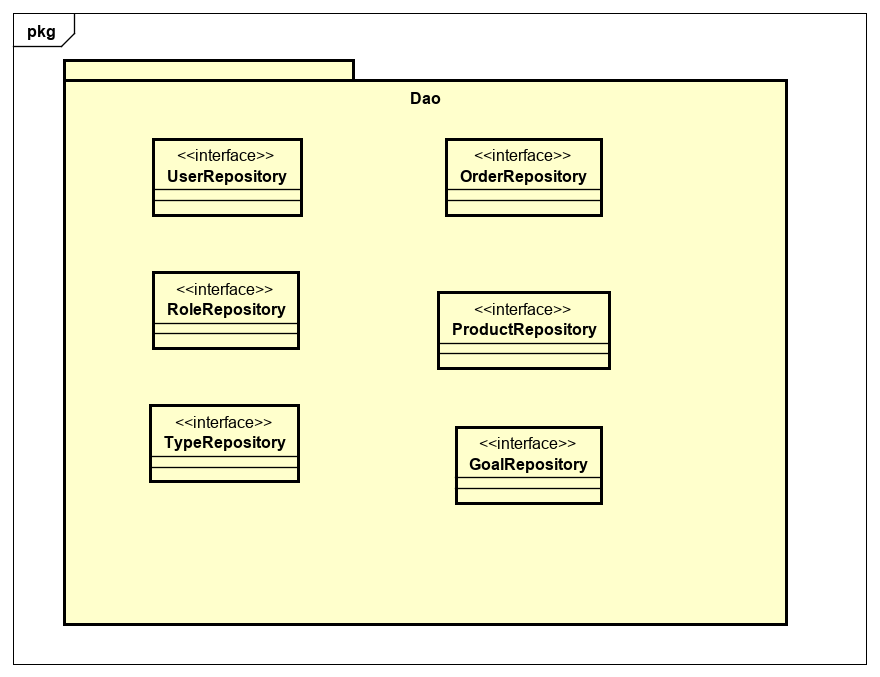 pkg
Dao
<<interface>>
UserRepository
<<interface>>
OrderRepository
<<interface>>
RoleRepository
<<interface>>
ProductRepository
<<interface>>
TypeRepository
<<interface>>
GoalRepository